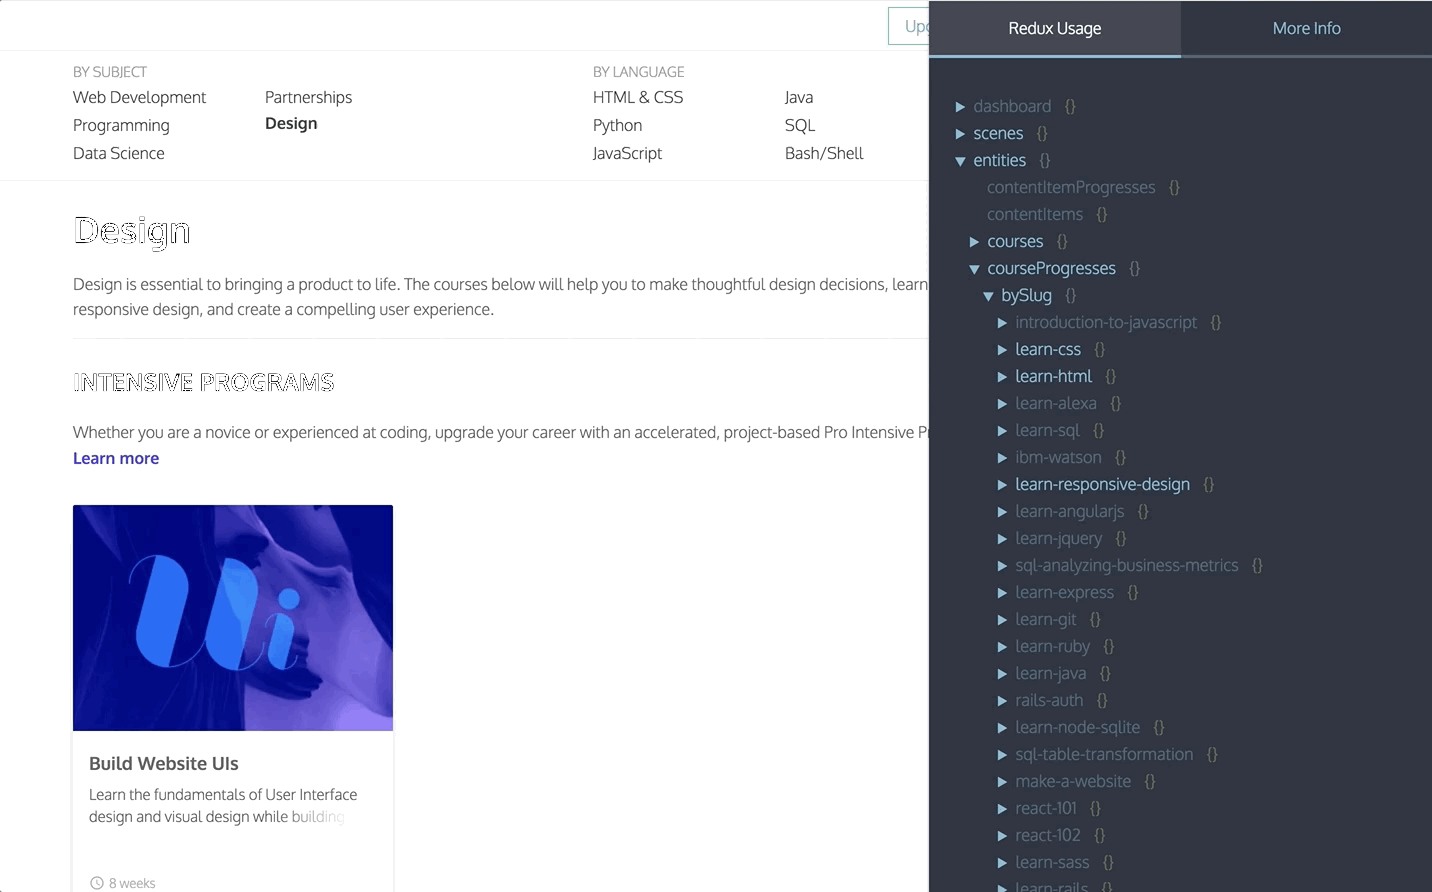 Upg
BY SUBJECT
Web Development
Programming
Data Science
Partnerships
Design
BY LANGUAGE
HTML & CSS
Python
JavaScript
Java
SQL
Bash/Shell
Design
Design is essential to bringing a product to life. The courses below will help you to make thoughtful design decisions, learn
responsive design, and create a compelling user experience.
INTENSIVE PROGRAMS
Whether you are a novice or experienced at coding, upgrade your career with an accelerated, project-based Pro Intensive Pr
Learn more
Ui
Build Website UIs
Learn the fundamentals of User Interface
design and visual design while building
8 weeks
Redux Usage
More Info
dashboard {}
scenes {}
entities {}
contentItemProgresses {}
contentItems {}
courses {}
courseProgresses {}
bySlug {}
introduction-to-javascript {}
learn-css {}
learn-html {}
learn-alexa {}
learn-sql {}
ibm-watson {}
learn-responsive-design {}
learn-angularjs {}
learn-jquery {}
sql-analyzing-business-metrics {}
learn-express {}
learn-git {}
learn-ruby {}
learn-java {}
rails-auth {}
learn-node-sqlite {}
sql-table-transformation {}
make-a-website {}
react-101 {}
react-102 {}
learn-sass {}
learn-rails {}